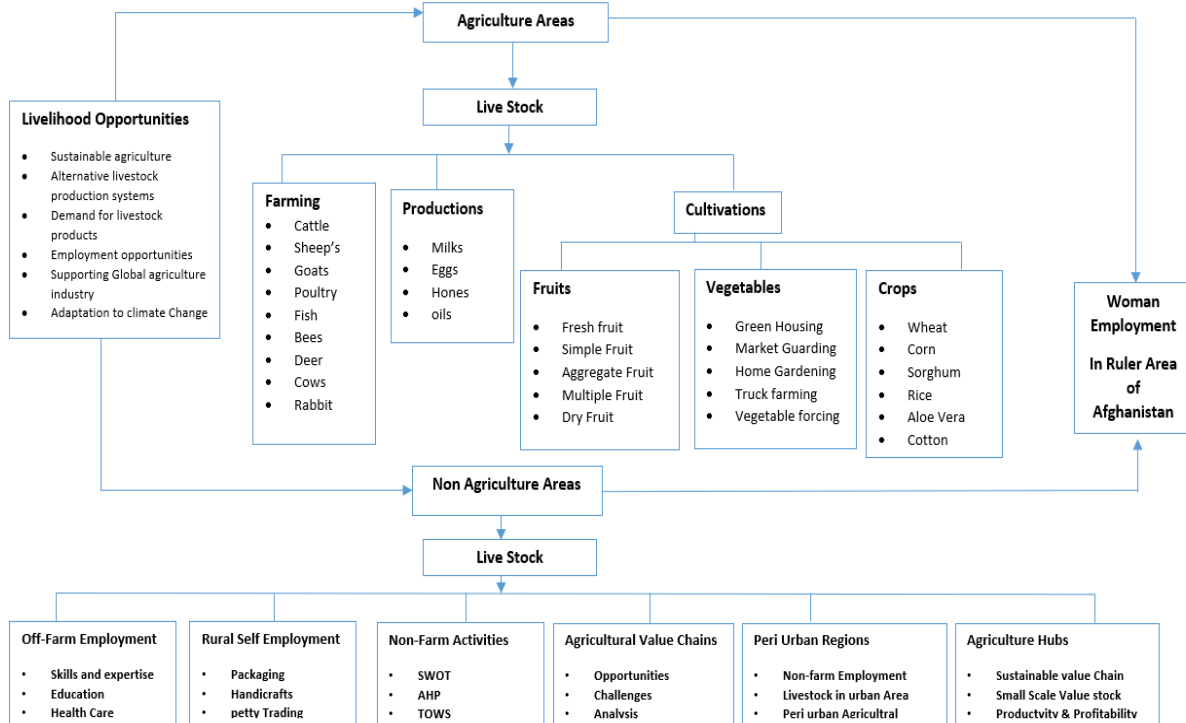 Agriculture Areas
Live Stock
Livelihood Opportunities
• Sustainable agriculture
• Alternative livestock
production systems
• Demand for livestock
products
• Employment opportunities
• Supporting Global agriculture
industry
• Adaptation to climate Change
Farming
• Cattle
• Sheep's
• Goats
• Poultry
• Fish
• Bees
• Deer
• Cows
• Rabbit
Productions
• Milks
• Eggs
• Hones
• oils
Cultivations
Fruits
• Fresh fruit
• Simple Fruit
• Aggregate Fruit
• Multiple Fruit
• Dry Fruit
Vegetables
• Green Housing
• Market Guarding
• Home Gardening
• Truck farming
• Vegetable forcing
Crops
• Wheat
• Corn
• Sorghum
• Rice
• Aloe Vera
• Cotton
Woman
Employment
In Ruler Area
of
Afghanistan
Non Agriculture Areas
Live Stock
Off-Farm Employment
• Skills and expertise
• Education
• Health Care
Rural Self Employment
• Packaging
• Handicrafts
• petty Trading
Non-Farm Activities
• SWOT
• AHP
• TOWS
Agricultural Value Chains
• Opportunities
• Challenges
• Analysis
Peri Urban Regions
• Non-farm Employment
• Livestock in urban Area
• Peri urban Agricultral
Agriculture Hubs
• Sustainable value Chain
• Small Scale Value stock
• Productvity & Profitability